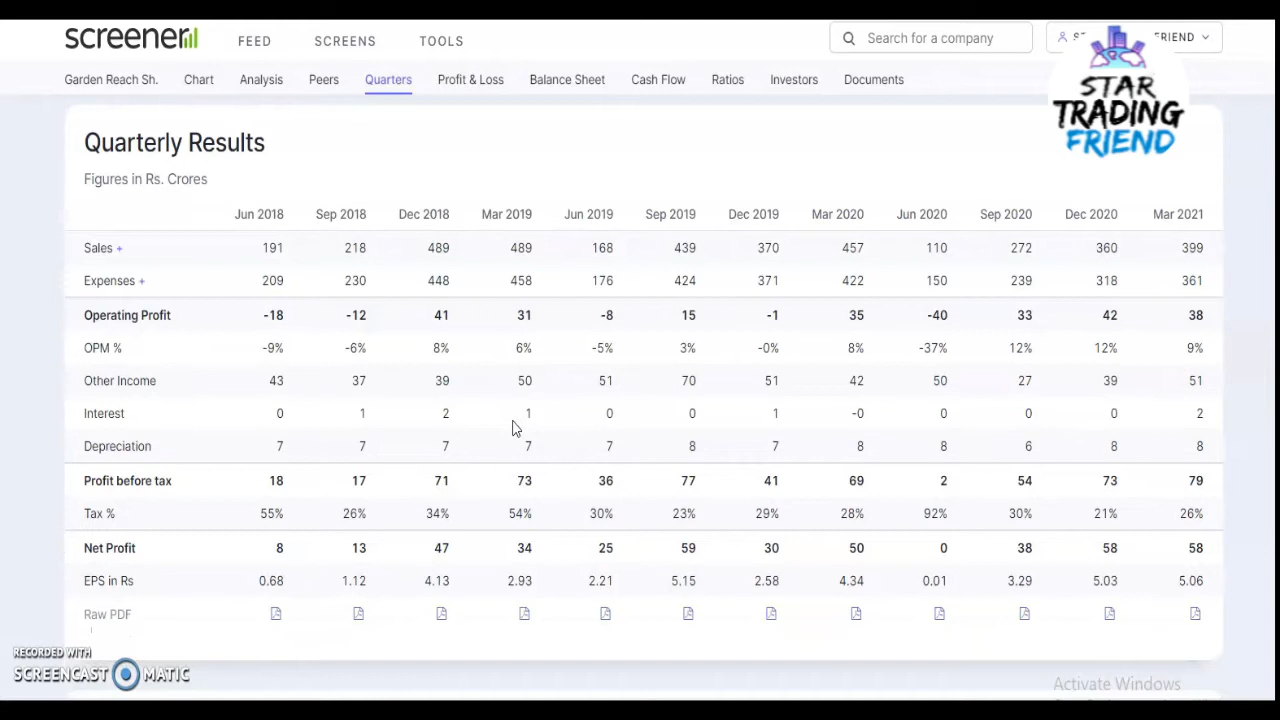 screener FEED SCREENS TOOLS Search for a company FRIEND
Garden Reach Sh. Chart Analysis Peers Quarters Profit & Loss Balance Sheet Cash Flow Ratios Investors Documents
STAR
TRADING
FRIEND
Quarterly Results
Figures in Rs. Crores
Jun 2018 Sep 2018 Dec 2018 Mar 2019 Jun 2019 Sep 2019 Dec 2019 Mar 2020 Jun 2020 Sep 2020 Dec 2020 Mar 2021
Sales + 191 218 489 489 168 439 370 457 110 272 360 399
Expenses + 209 230 448 458 176 424 371 422 150 239 318 361
Operating Profit -18 -12 41 31 -8 15 -1 35 -40 33 42 38
OPM % -9% -6% 8% 6% -5% 3% -0% 8% -37% 12% 12% 9%
Other Income 43 37 39 50 51 70 51 42 50 27 39 51
Interest 0 1 2 1 0 0 1 -0 0 0 0 2
Depreciation 7 7 7 7 7 8 7 8 8 6 8 8
Profit before tax 18 17 71 73 36 77 41 69 2 54 73 79
Tax % 55% 26% 34% 54% 30% 23% 29% 28% 92% 30% 21% 26%
Net Profit 8 13 47 34 25 59 30 50 0 38 58 58
EPS in Rs 0.68 1.12 4.13 2.93 2.21 5.15 2.58 4.34 0.01 3.29 5.03 5.06
Raw PDF
RECORDED WITH
SCREENCAST MATIC
Activate Windows